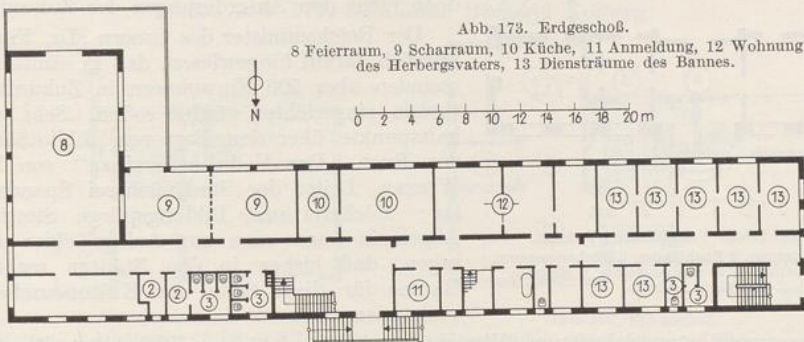 Abb. 173. Erdgeschoß.
8 Feierraum, 9 Scharraum, 10 Küche, 11 Anmeldung, 12 Wohnung
des Herbergsvaters, 13 Diensträume des Bannes.
N
0 2 4 6 8 10 12 14 16 18 20 m
8
9 9 10 10 12 13 13 13 13 13
2 2 3 3 11 13 13 3 3